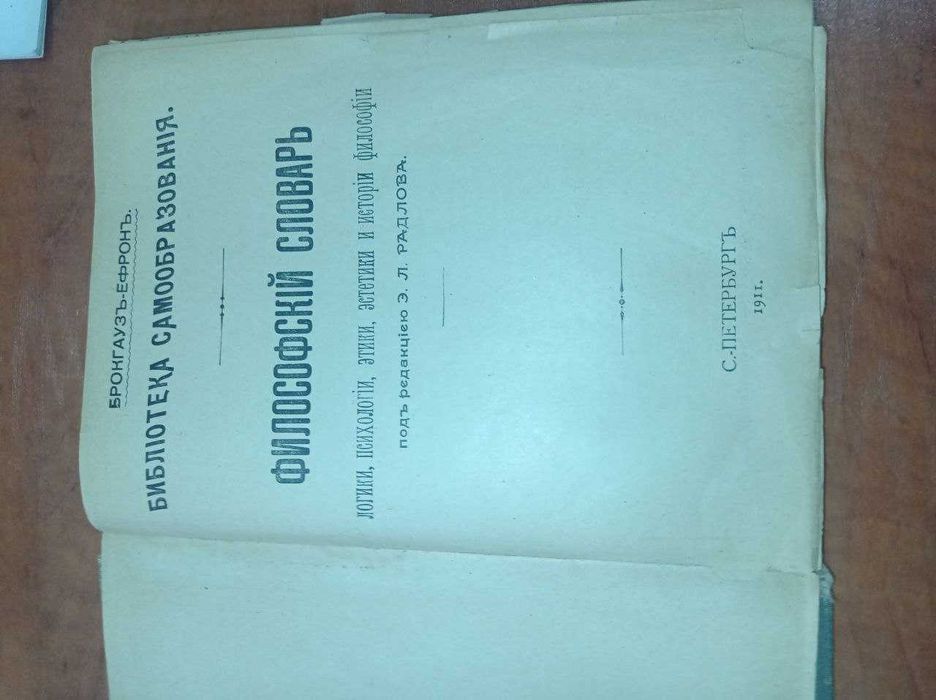 БРОКГАУЗЪ-ЕФРОНЪ.
БИБЛІОТЕКА САМООБРАЗОВАНІЯ.
ФИЛОСОФСКІЙ СЛОВАРЬ
логики, психологіи, этики, эстетики и исторіи философіи
подъ редакціею Э. Л. РАДЛОВА.
С.-ПЕТЕРБУРГЪ
1911.